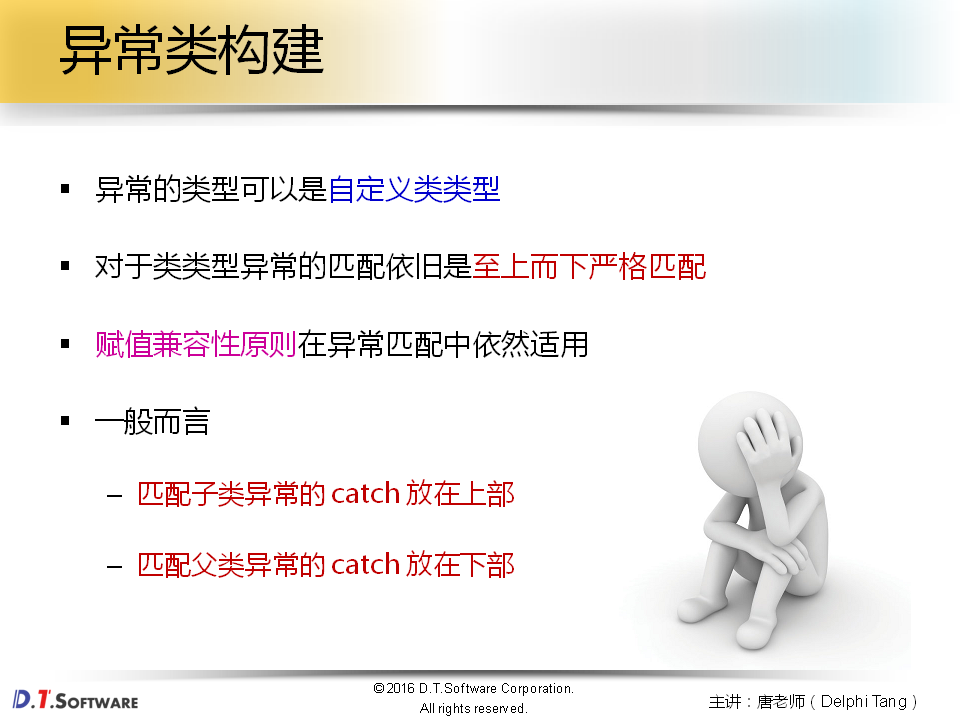 异常类构建
▪ 异常的类型可以是自定义类类型
▪ 对于类类型异常的匹配依旧是至上而下严格匹配
▪ 赋值兼容性原则在异常匹配中依然适用
▪ 一般而言
– 匹配子类异常的 catch 放在上部
– 匹配父类异常的 catch 放在下部
D.T.SOFTWARE
©2016 D.T.Software Corporation.
All rights reserved.
主讲：唐老师（Delphi Tang）